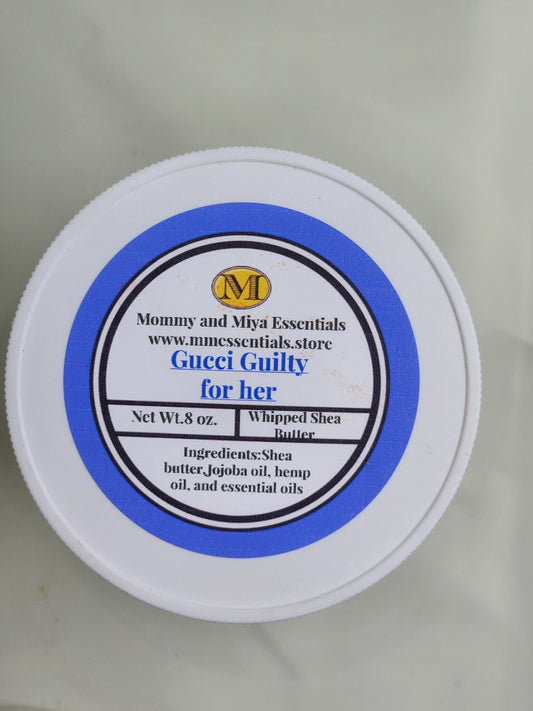 M
Mommy and Miya Essentials
www.mmessentials.store
Gucci Guilty
for her
Net Wt.8 oz.
Whipped Shea
Butter
Ingredients:Shea
butter,Jojoba oil, hemp
oil, and essential oils